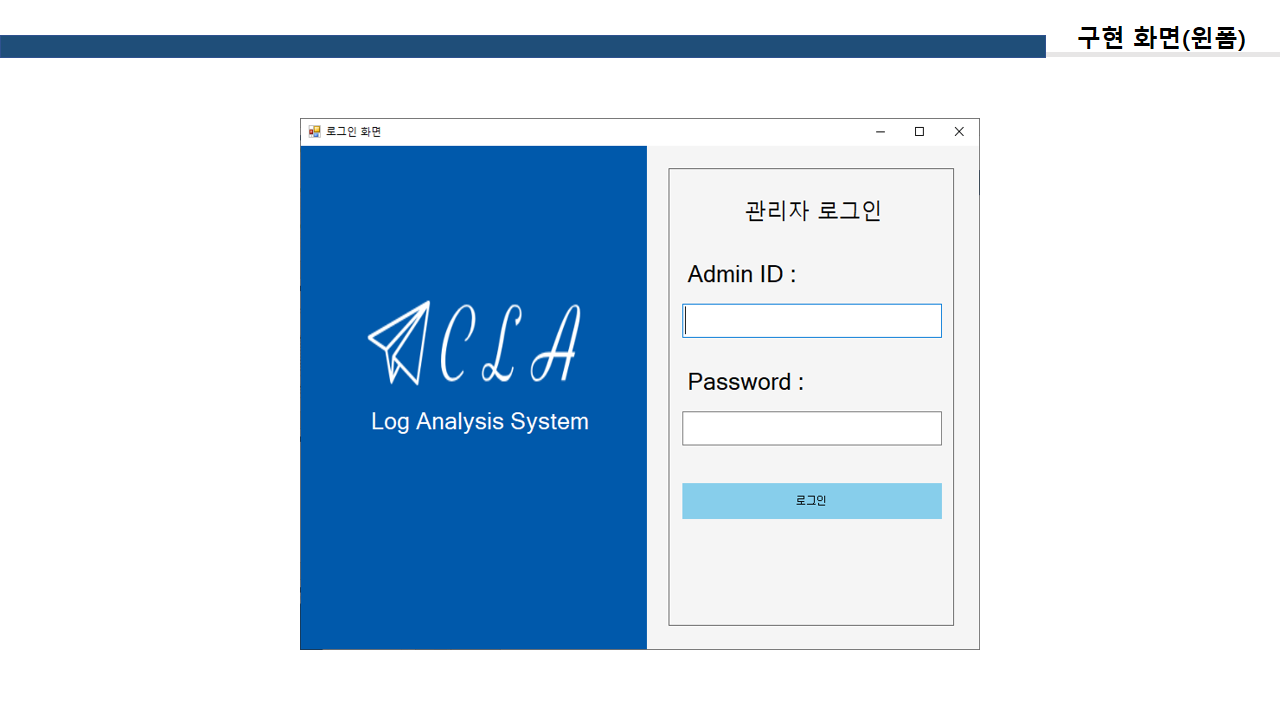 구현 화면(윈폼)
로그인 화면
CLA
Log Analysis System
관리자 로그인
Admin ID :
Password :
로그인